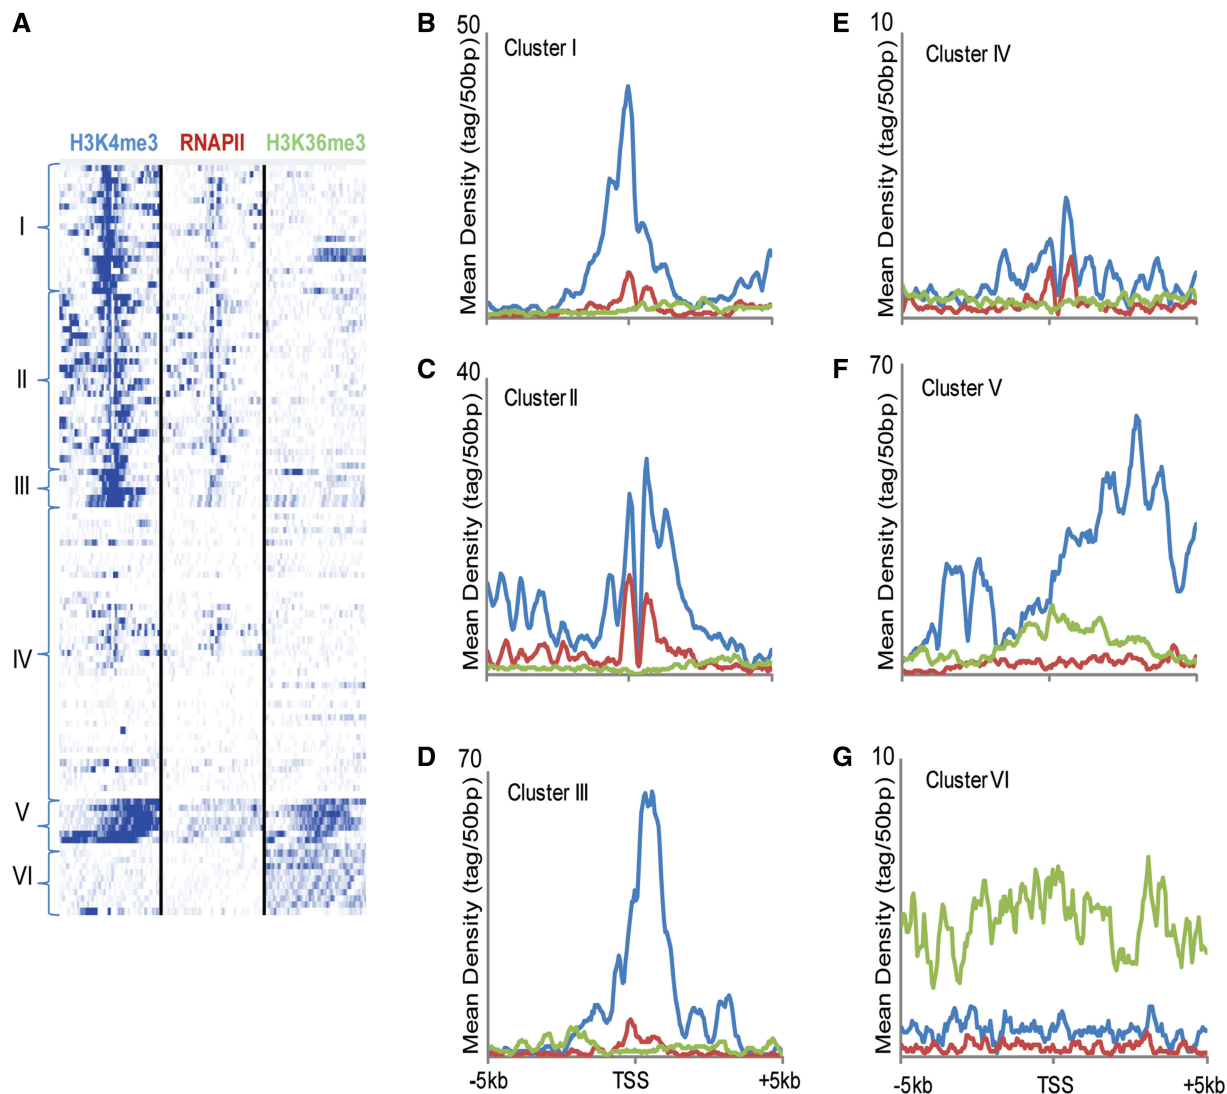 A
H3K4me3 RNAPII H3K36me3
I
II
III
IV
V
VI
B
50
Mean Density (tag/50bp)
Cluster I
C
40
Mean Density (tag/50bp)
Cluster II
D
70
Mean Density (tag/50bp)
Cluster III
-5kb TSS +5kb
E
10
Mean Density (tag/50bp)
Cluster IV
F
70
Mean Density (tag/50bp)
Cluster V
G
10
Mean Density (tag/50bp)
Cluster VI
-5kb TSS +5kb